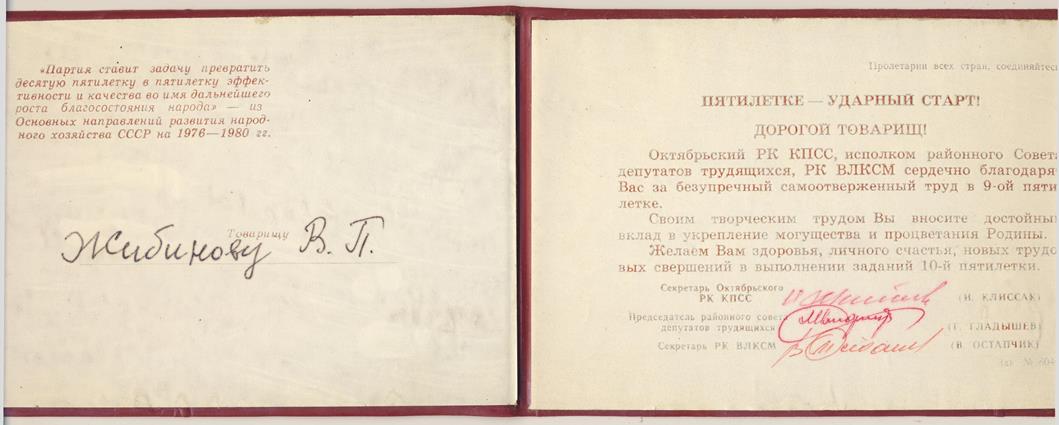 «Партия ставит задачу превратить
десятую пятилетку в пятилетку эффек-
тивности и качества во имя дальнейшего
роста благосостояния народа» — из
Основных направлений развития народ-
ного хозяйства СССР на 1976—1980 гг.
Товарищу
Жибинову В. П.
Пролетарии всех стран, соединяйтесь
ПЯТИЛЕТКЕ — УДАРНЫЙ СТАРТ!
ДОРОГОЙ ТОВАРИЩ!
Октябрьский РК КПСС, исполком районного Совет
депутатов трудящихся, РК ВЛКСМ сердечно благодаря
Вас за безупречный самоотверженный труд в 9-ой пяти
летке.
Своим творческим трудом Вы вносите достойны
вклад в укрепление могущества и процветания Родины.
Желаем Вам здоровья, личного счастья, новых трудо
вых свершений в выполнении заданий 10-й пятилетки.
Секретарь Октябрьского
РК КПСС (И. КЛИССАК)
Председатель районного совета
депутатов трудящихся (Г. ГЛАДЫШЕВ)
Секретарь РК ВЛКСМ (В. ОСТАПЧИК)
Зак. № 604